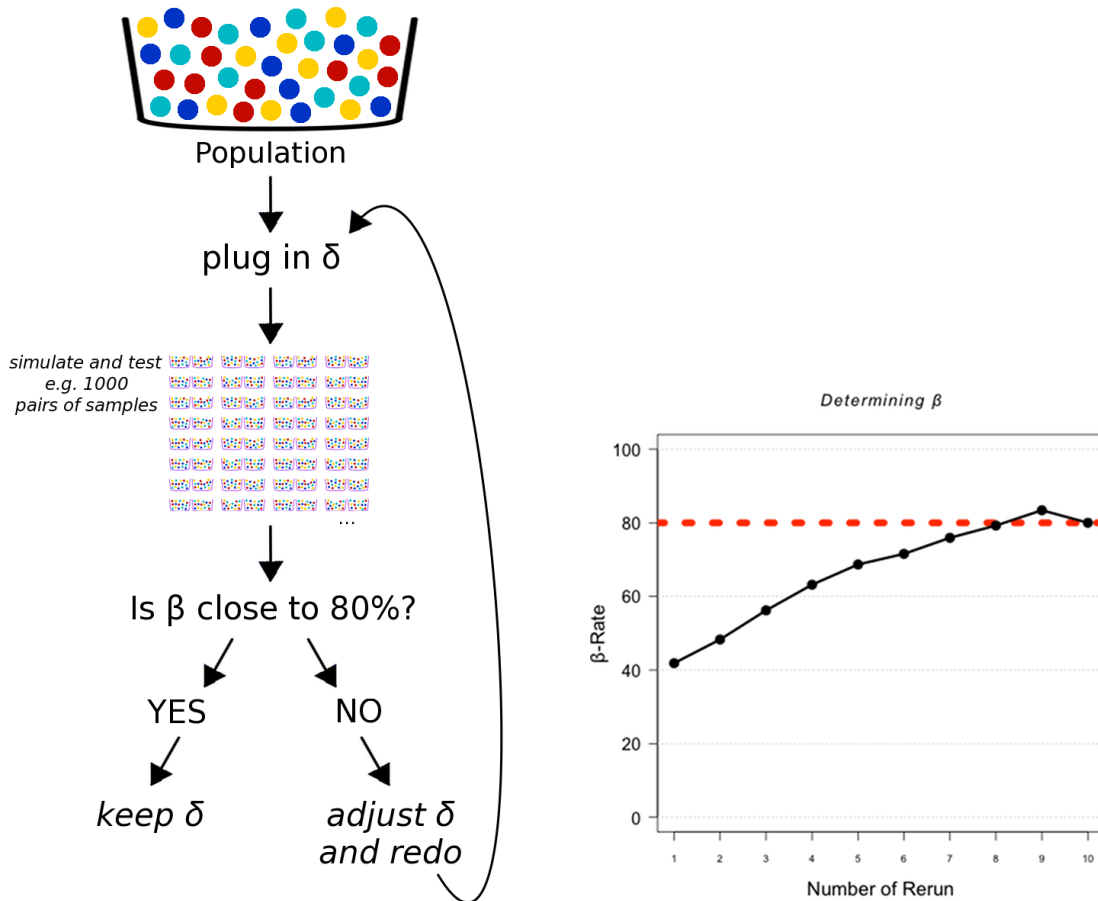 Population
plug in δ
simulate and test
e.g. 1000
pairs of samples
...
Is β close to 80%?
YES
NO
keep δ
adjust δ
and redo
Determining β
β-Rate
100
80
60
40
20
0
1 2 3 4 5 6 7 8 9 10
Number of Rerun